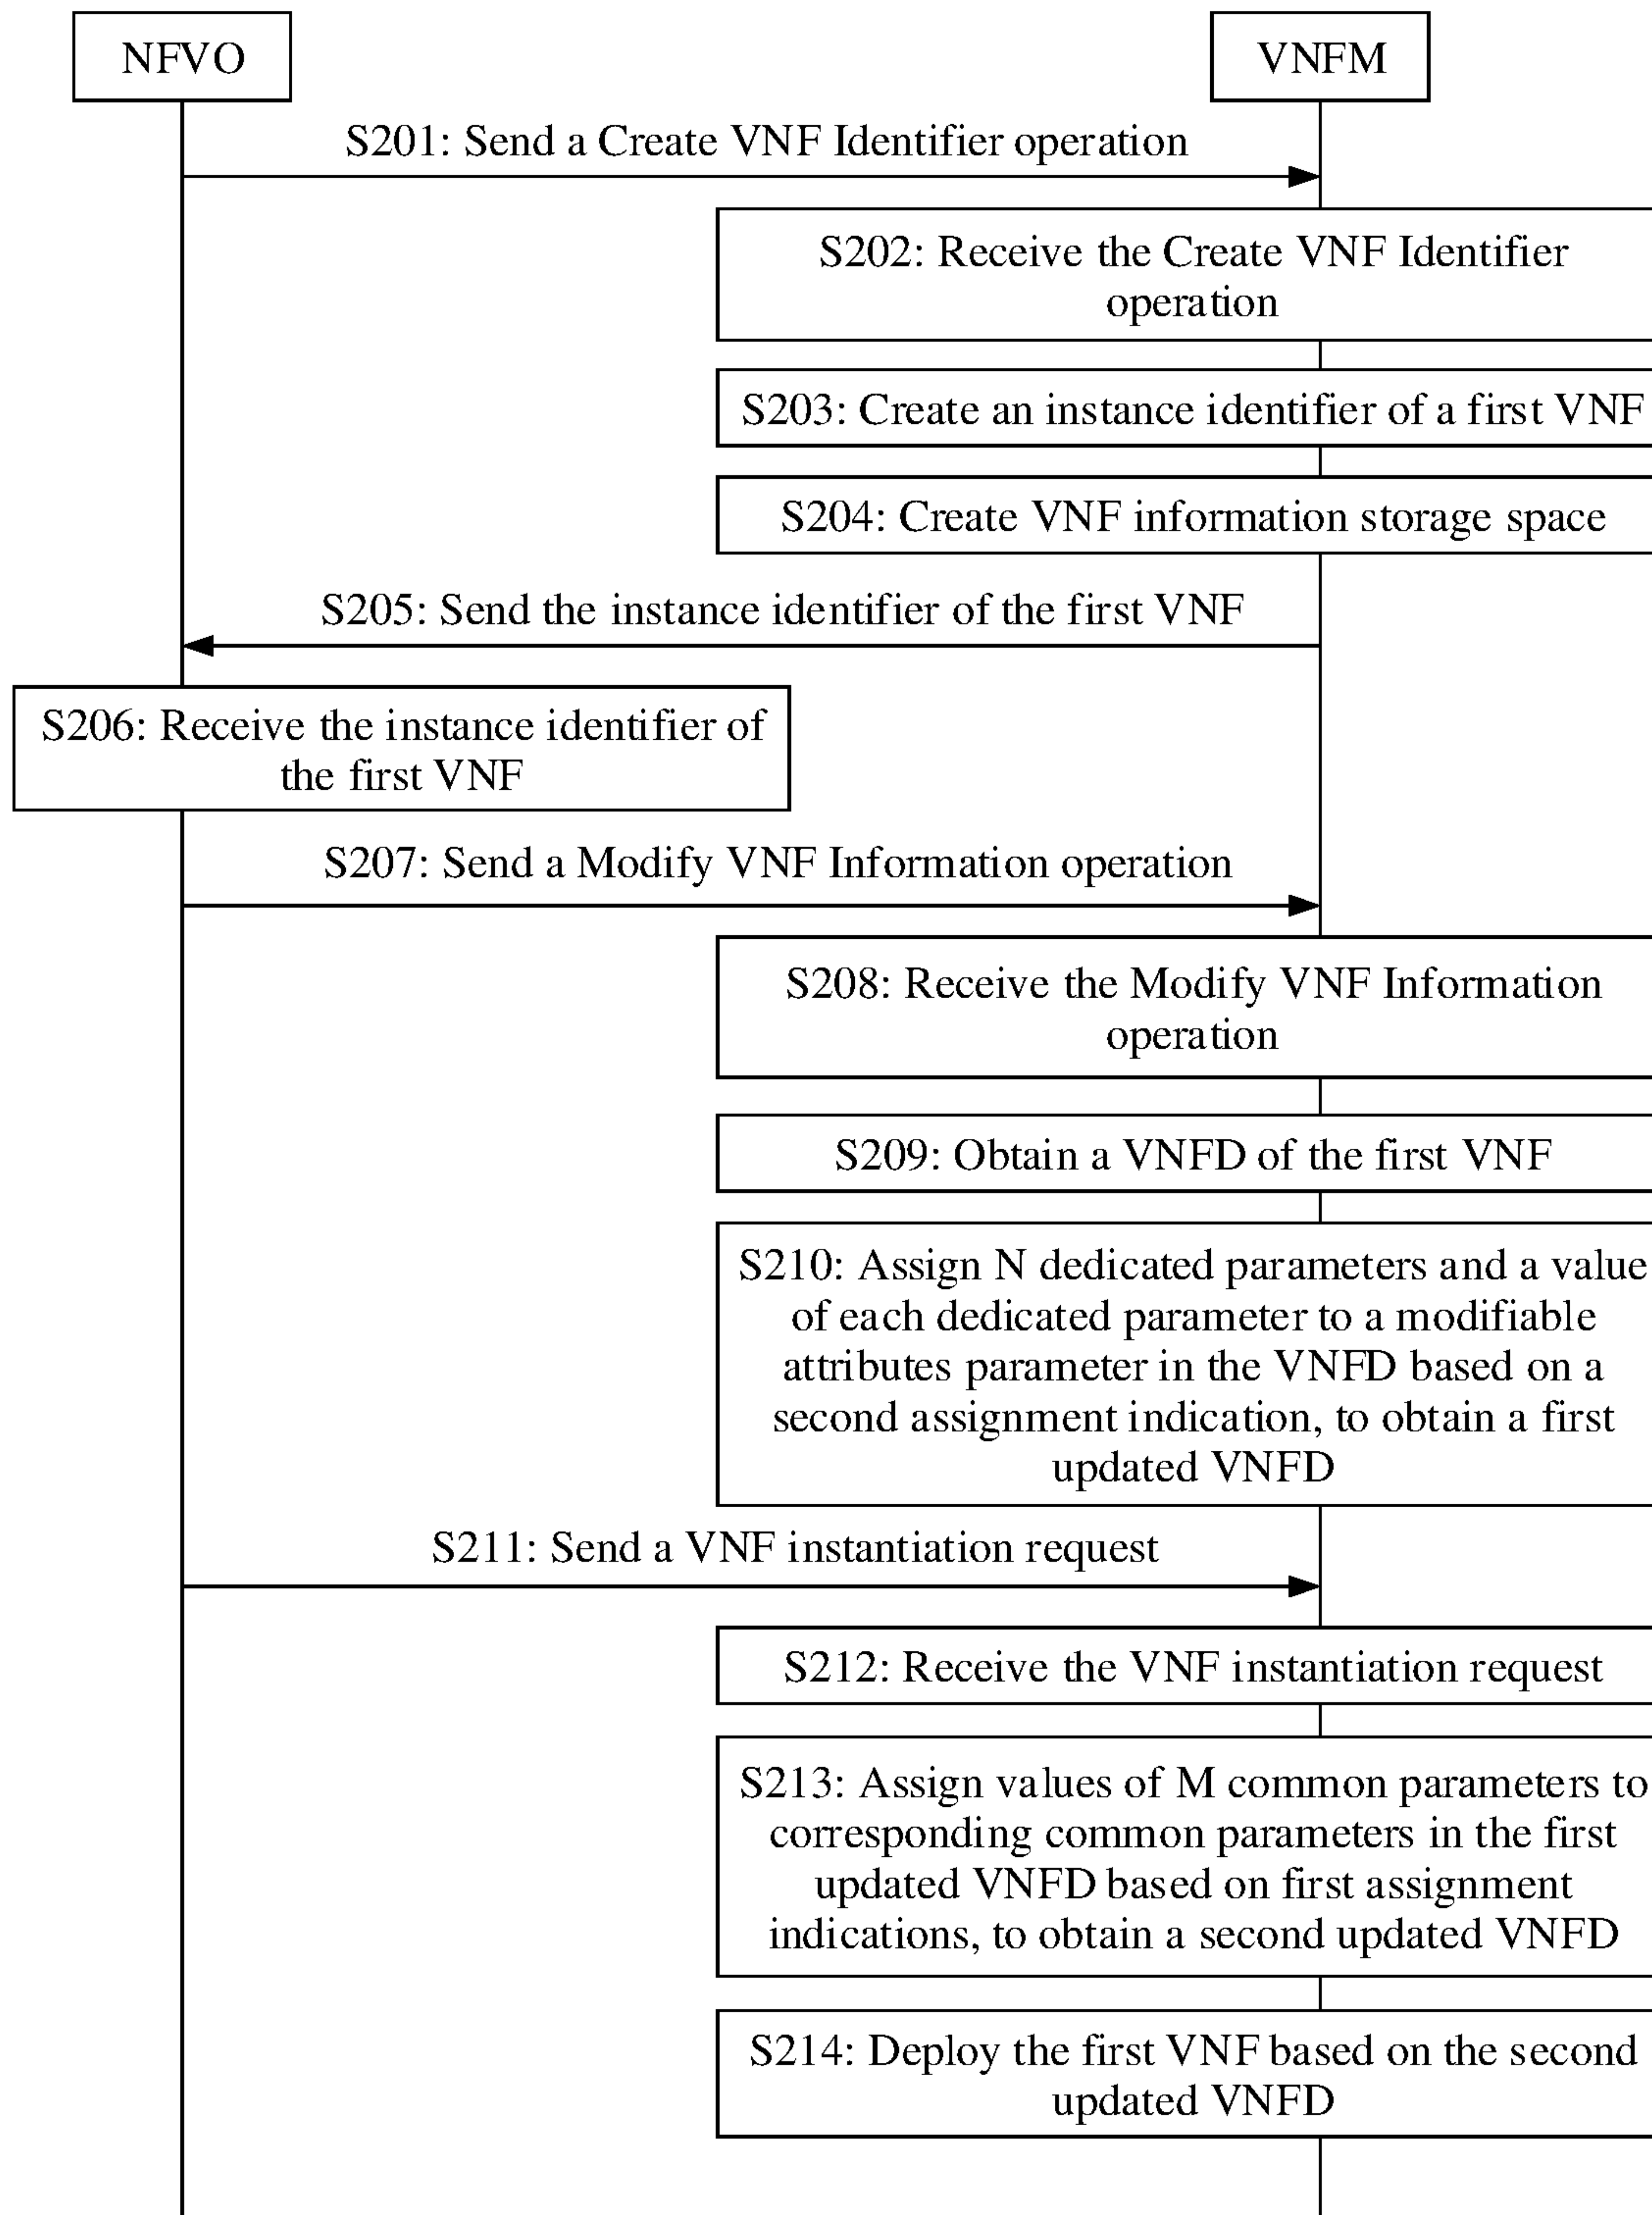 NFVO
VNFM
S201: Send a Create VNF Identifier operation
S202: Receive the Create VNF Identifier
operation
S203: Create an instance identifier of a first VNF
S204: Create VNF information storage space
S205: Send the instance identifier of the first VNF
S206: Receive the instance identifier of
the first VNF
S207: Send a Modify VNF Information operation
S208: Receive the Modify VNF Information
operation
S209: Obtain a VNFD of the first VNF
S210: Assign N dedicated parameters and a value
of each dedicated parameter to a modifiable
attributes parameter in the VNFD based on a
second assignment indication, to obtain a first
updated VNFD
S211: Send a VNF instantiation request
S212: Receive the VNF instantiation request
S213: Assign values of M common parameters to
corresponding common parameters in the first
updated VNFD based on first assignment
indications, to obtain a second updated VNFD
S214: Deploy the first VNF based on the second
updated VNFD